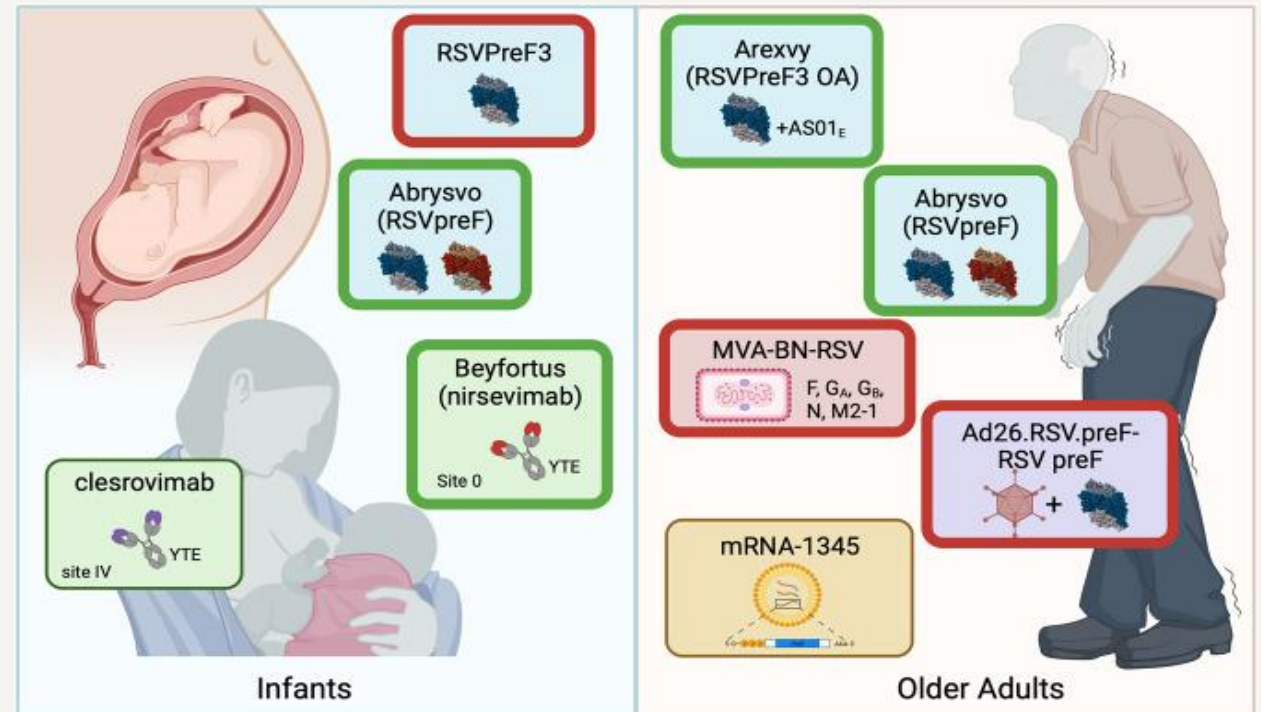 RSVPreF3
Abrysvo
(RSVpreF)
Beyfortus
(nirsevimab)
YTE
Site 0
clesrovimab
YTE
site IV
Infants
Arexvy
(RSVPreF3 OA)
+AS01E
Abrysvo
(RSVpreF)
MVA-BN-RSV
F, GA, GB,
N, M2-1
Ad26.RSV.preF-
RSV preF
+
mRNA-1345
Older Adults